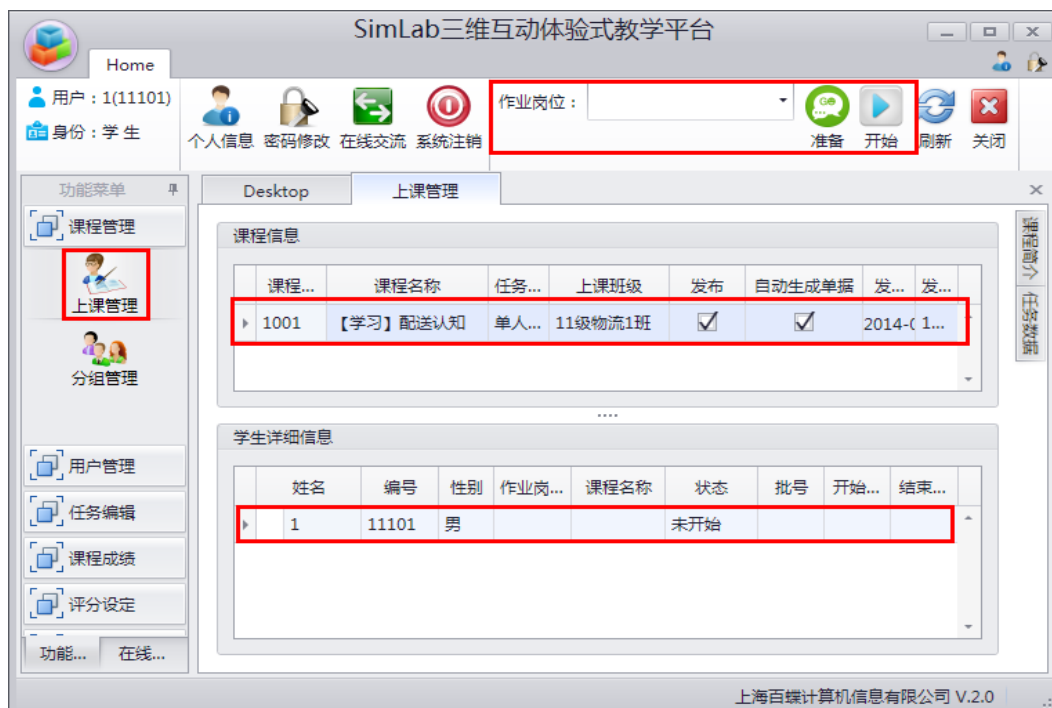 SimLab三维互动体验式教学平台
Home
用户：1(11101)
身份：学生
个人信息 密码修改 在线交流 系统注销
作业岗位：
准备 开始 刷新 关闭
功能菜单
课程管理
上课管理
分组管理
用户管理
任务编辑
课程成绩
评分设定
功能... 在线...
Desktop 上课管理
课程信息
课程... 课程名称 任务... 上课班级 发布 自动生成单据 发... 发...
1001 【学习】配送认知 单人... 11级物流1班 2014-( 1...
学生详细信息
姓名 编号 性别 作业岗... 课程名称 状态 批号 开始... 结束...
1 11101 男 未开始
课程简介
任务数据
上海百蝶计算机信息有限公司 V.2.0